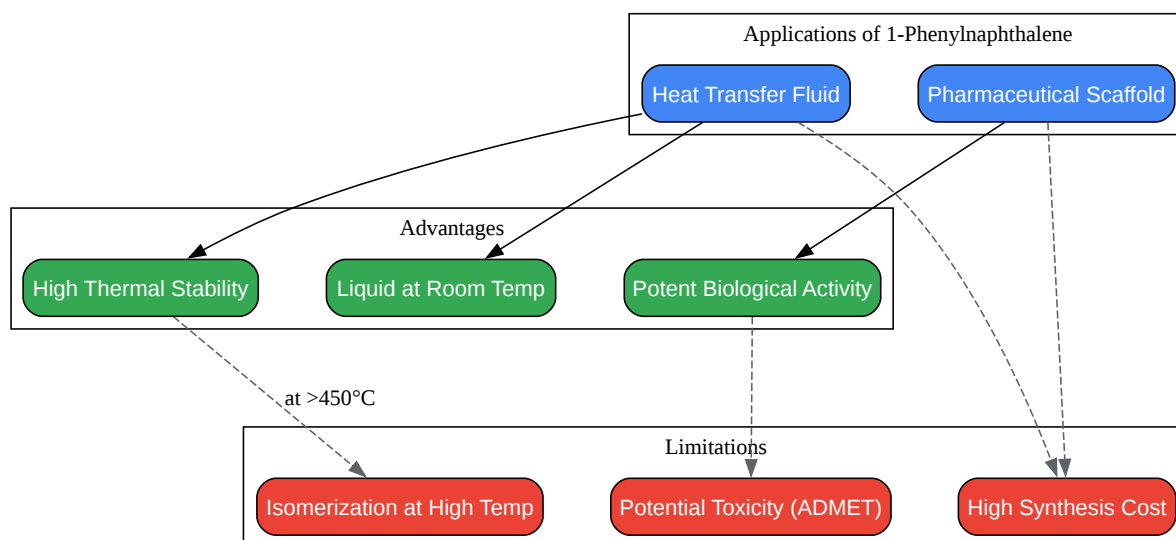 Applications of 1-Phenylnaphthalene
Heat Transfer Fluid
Pharmaceutical Scaffold
Advantages
High Thermal Stability
Liquid at Room Temp
Potent Biological Activity
at >450°C
Limitations
Isomerization at High Temp
Potential Toxicity (ADMET)
High Synthesis Cost